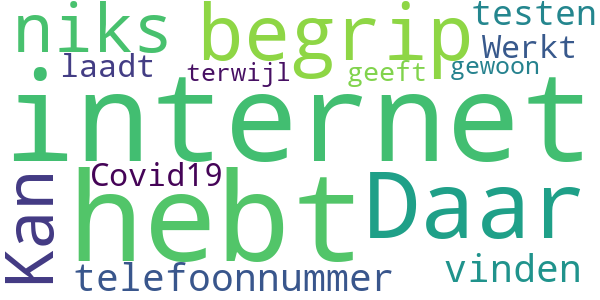 niks begrip testen
Werkt
laadt terwijl geeft gewoon
internet
Covid19
Kan hebt Daar
telefoonnummer vinden